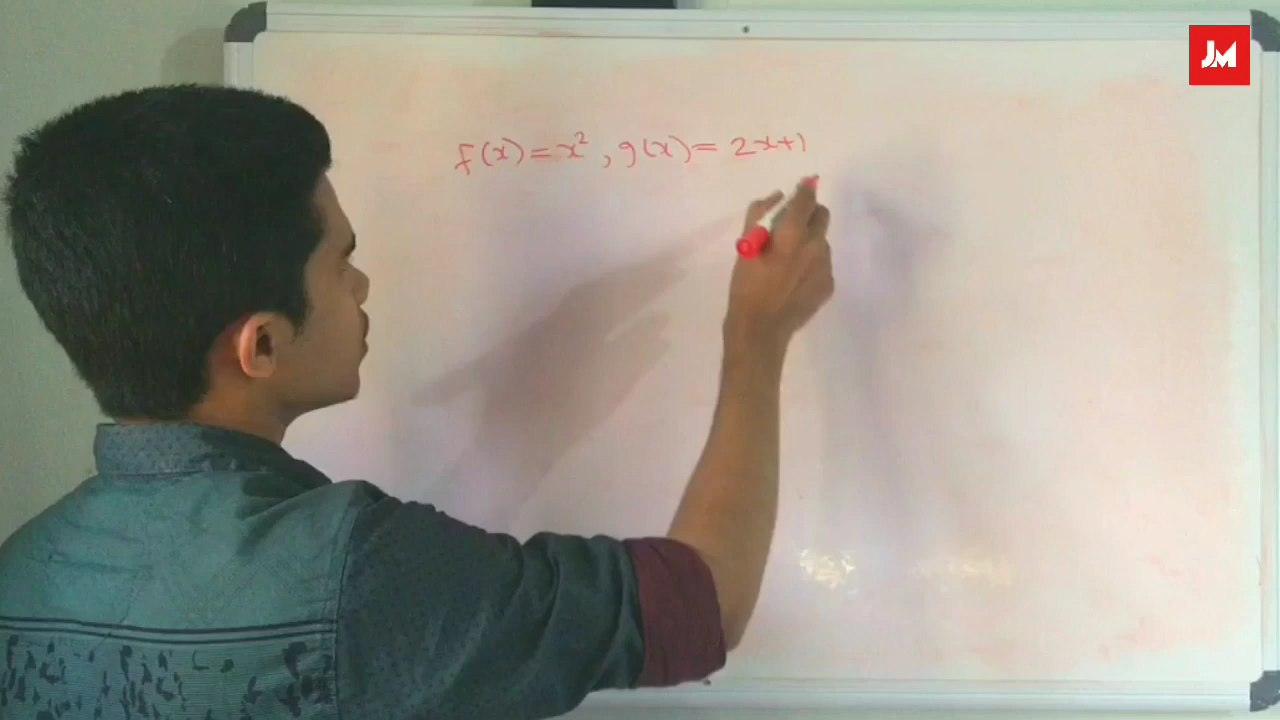 JM
f(x) = x², g(x) = 2x+1